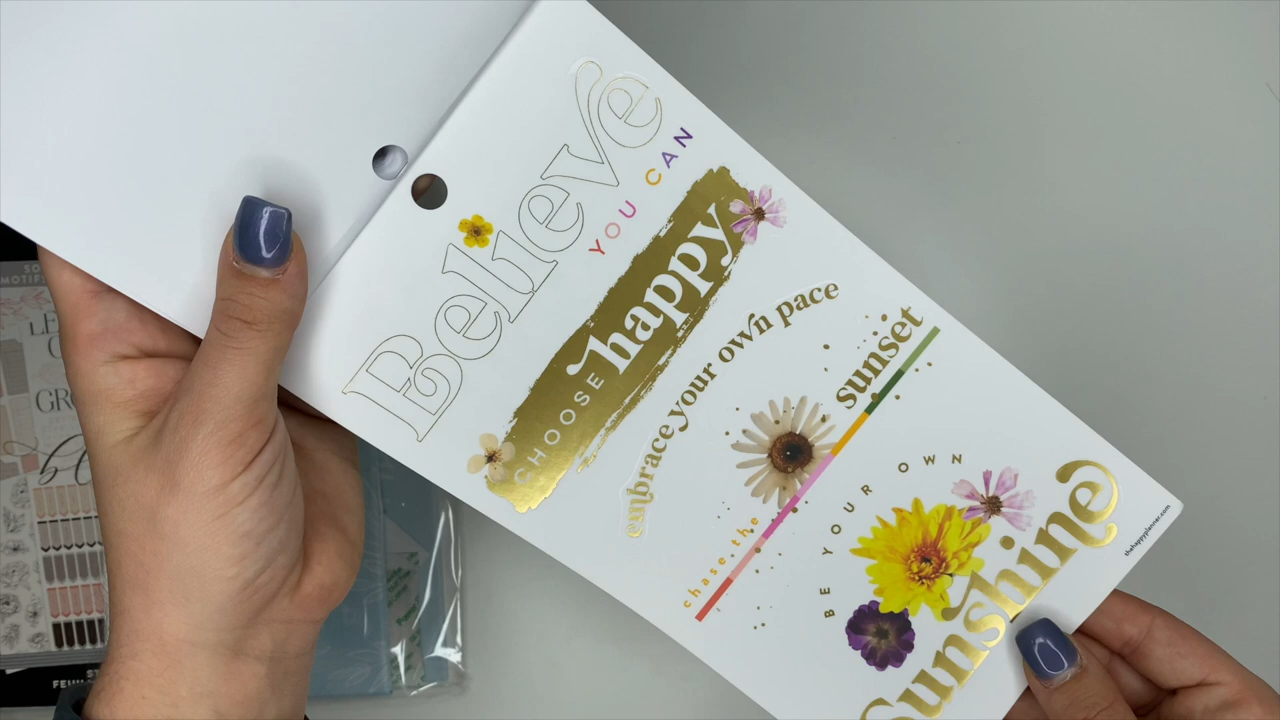 Believe
YOU CAN
CHOOSE happy
embrace your own pace
chase the
sunset
BE YOUR OWN
Sunshine
thehappyplanner.com